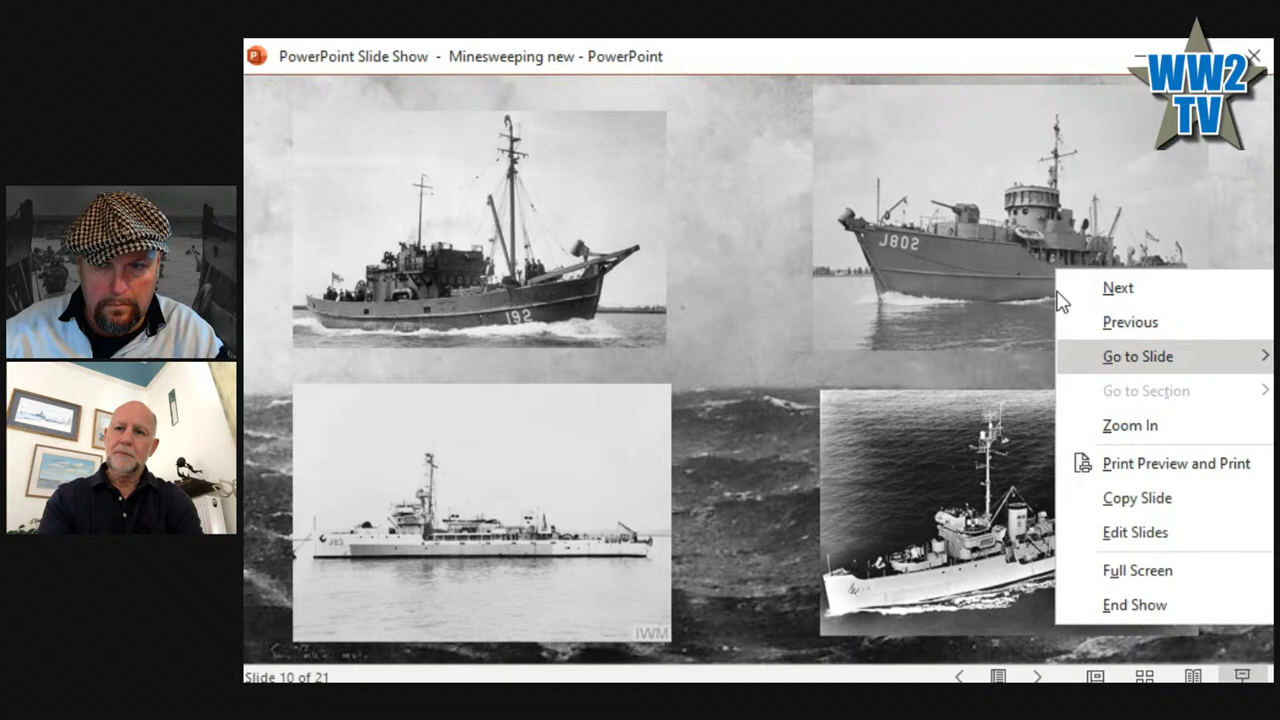 PowerPoint Slide Show - Minesweeping new - PowerPoint
WW2
TV
192
J802
Next
Previous
Go to Slide
Go to Section
Zoom In
Print Preview and Print
Copy Slide
Edit Slides
Full Screen
End Show
IWM
Slide 10 of 21